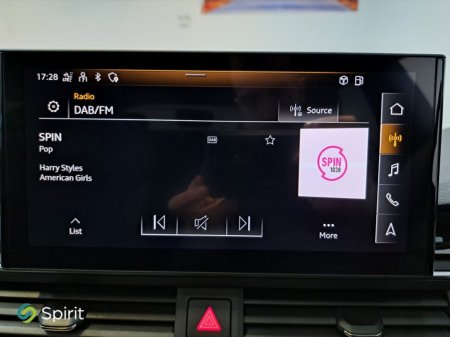 17:28
Radio
DAB/FM
Source
SPIN
Pop
DAB
Harry Styles
American Girls
SPIN
1038
List
More
Spirit